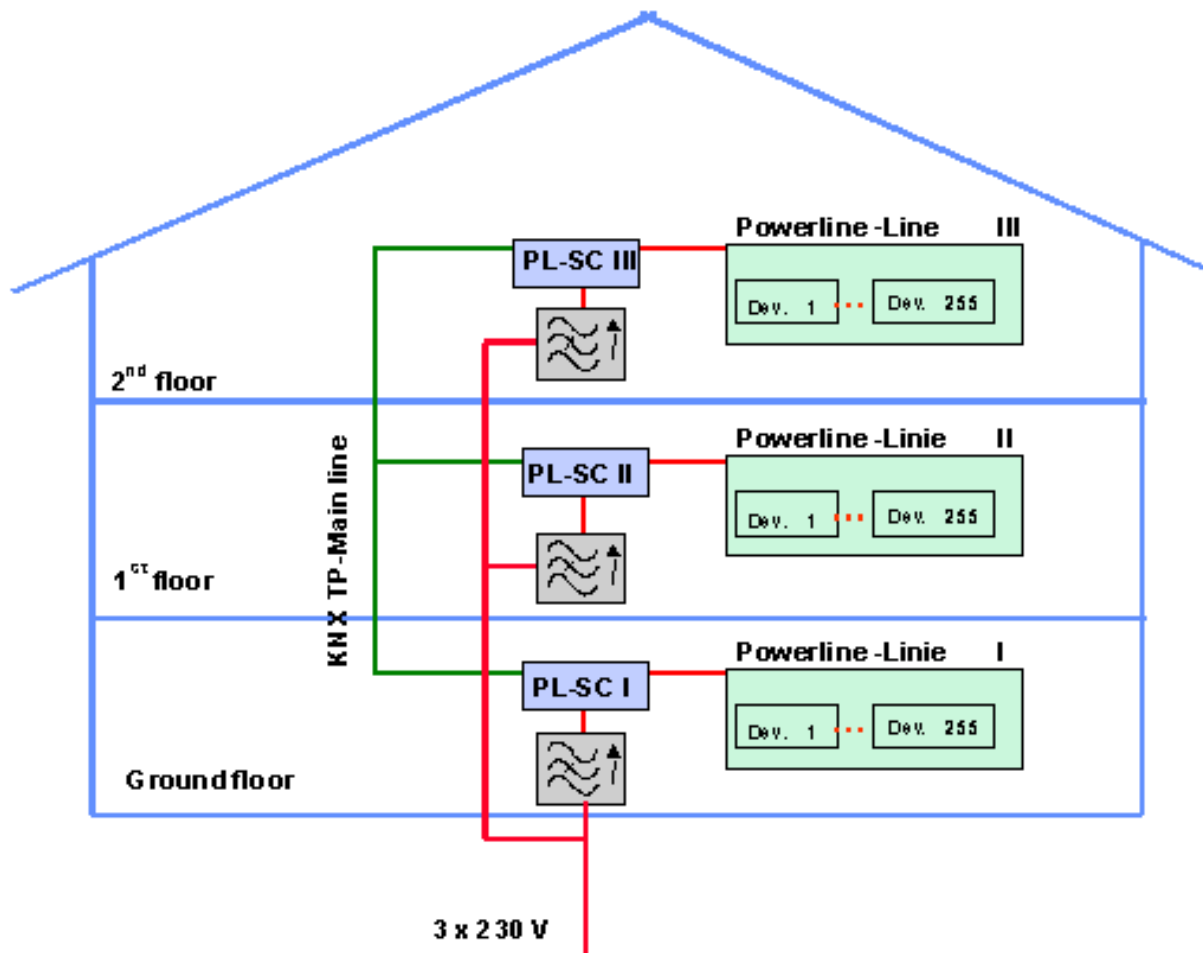 Powerline -Line III
PL-SC III
Dev. 1 ... Dev. 255
2nd floor
Powerline -Linie II
PL-SC II
Dev. 1 ... Dev. 255
KNX TP-Main line
1st floor
Powerline -Linie I
PL-SC I
Dev. 1 ... Dev. 255
Ground floor
3 x 230 V